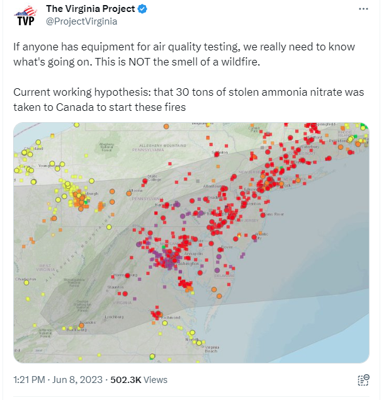 The Virginia Project
TVP
@ProjectVirginia
If anyone has equipment for air quality testing, we really need to know
what's going on. This is NOT the smell of a wildfire.
Current working hypothesis: that 30 tons of stolen ammonia nitrate was
taken to Canada to start these fires
1:21 PM · Jun 8, 2023 · 502.3K Views